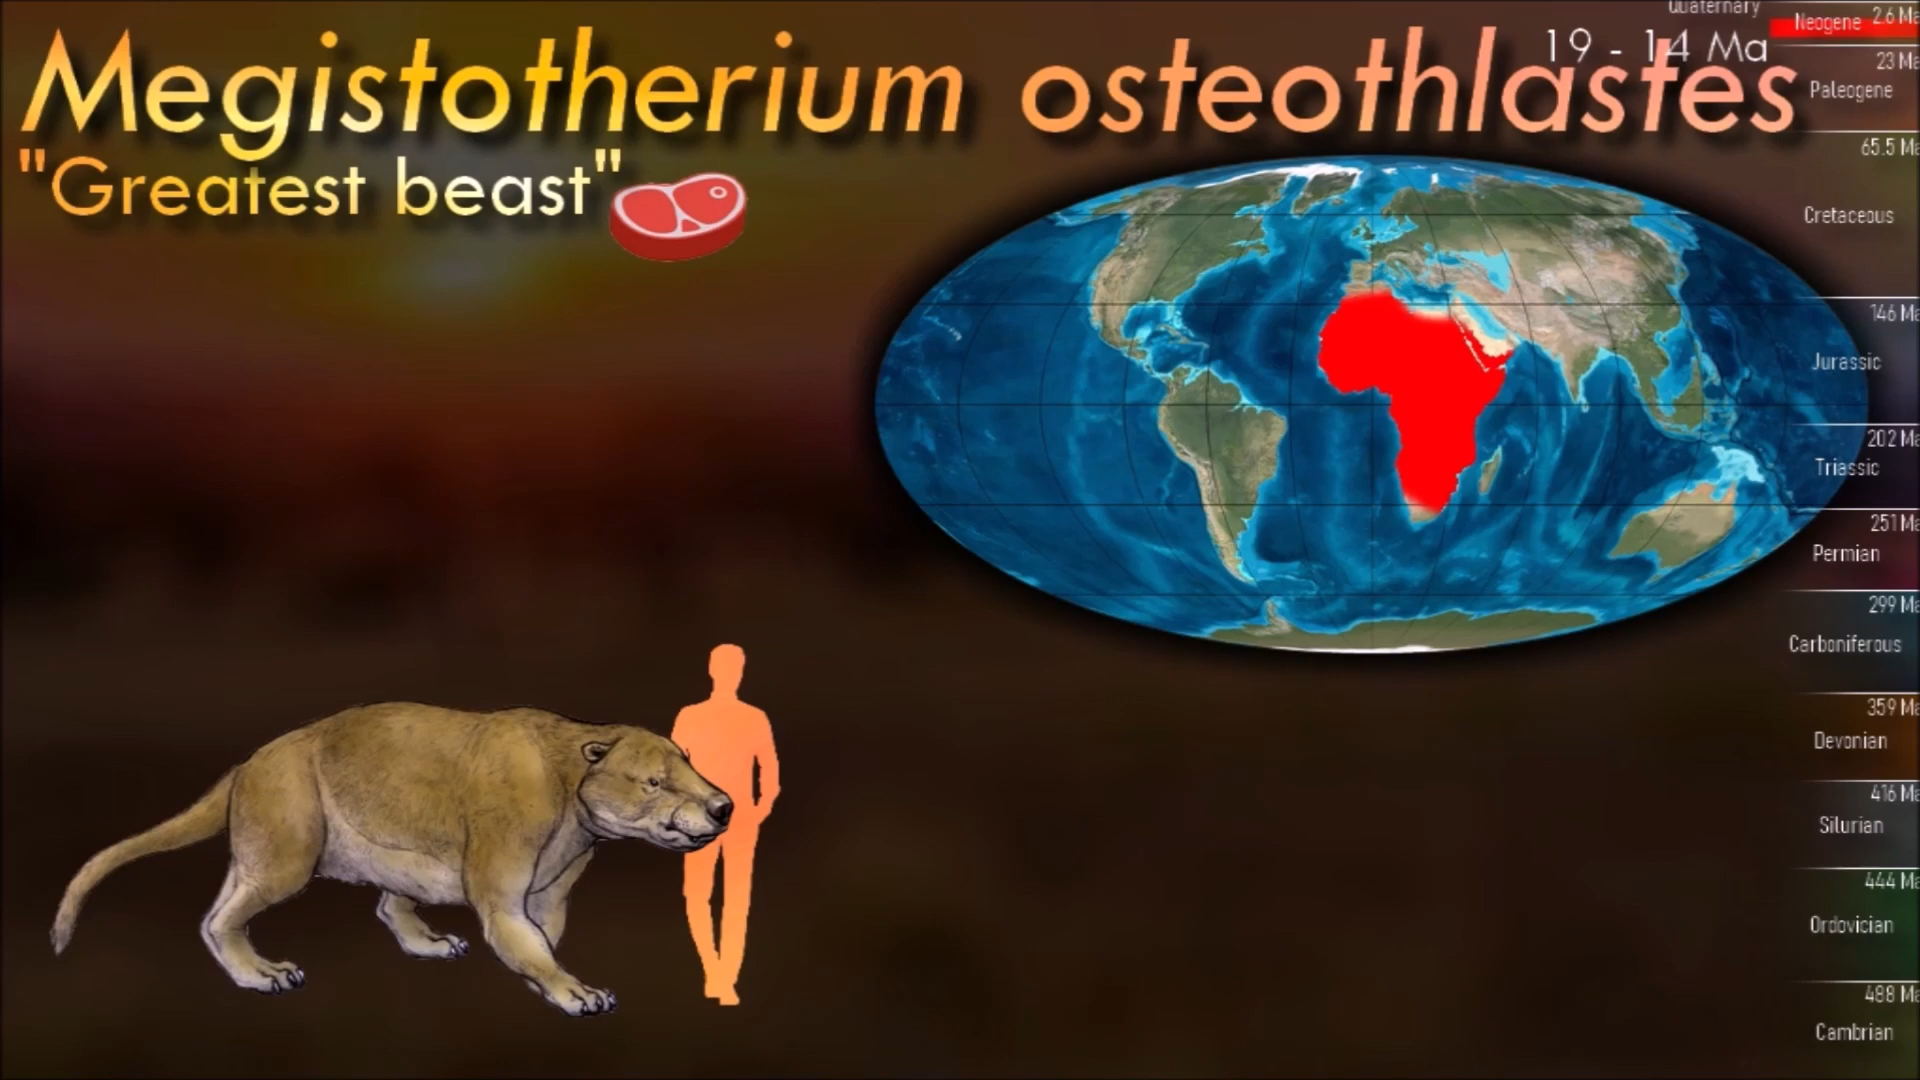 Megistotherium osteothlastes
"Greatest beast"
19 - 14 Ma
Quaternary
2.6 Ma
Neogene
23 Ma
Paleogene
65.5 Ma
Cretaceous
146 Ma
Jurassic
202 Ma
Triassic
251 Ma
Permian
299 Ma
Carboniferous
359 Ma
Devonian
416 Ma
Silurian
444 Ma
Ordovician
488 Ma
Cambrian